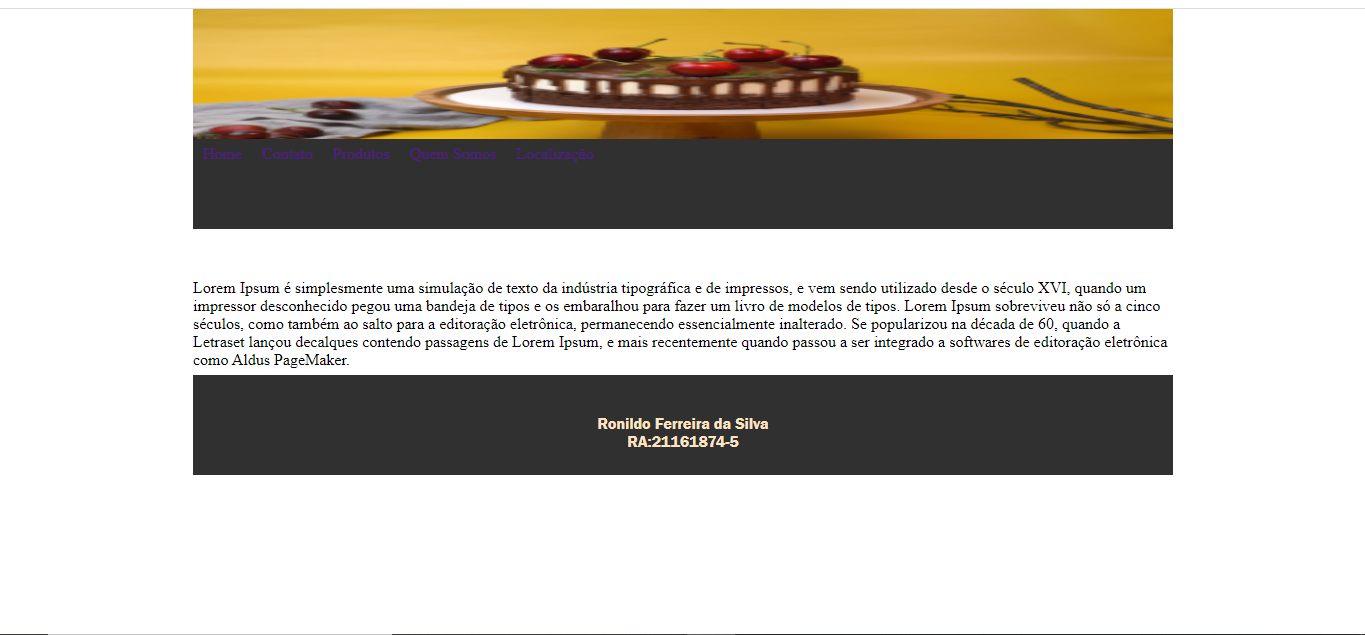 Home Contato Produtos Quem Somos Localização
Lorem Ipsum é simplesmente uma simulação de texto da indústria tipográfica e de impressos, e vem sendo utilizado desde o século XVI, quando um
impressor desconhecido pegou uma bandeja de tipos e os embaralhou para fazer um livro de modelos de tipos. Lorem Ipsum sobreviveu não só a cinco
séculos, como também ao salto para a editoração eletrônica, permanecendo essencialmente inalterado. Se popularizou na década de 60, quando a
Letraset lançou decalques contendo passagens de Lorem Ipsum, e mais recentemente quando passou a ser integrado a softwares de editoração eletrônica
como Aldus PageMaker.
Ronildo Ferreira da Silva
RA:21161874-5